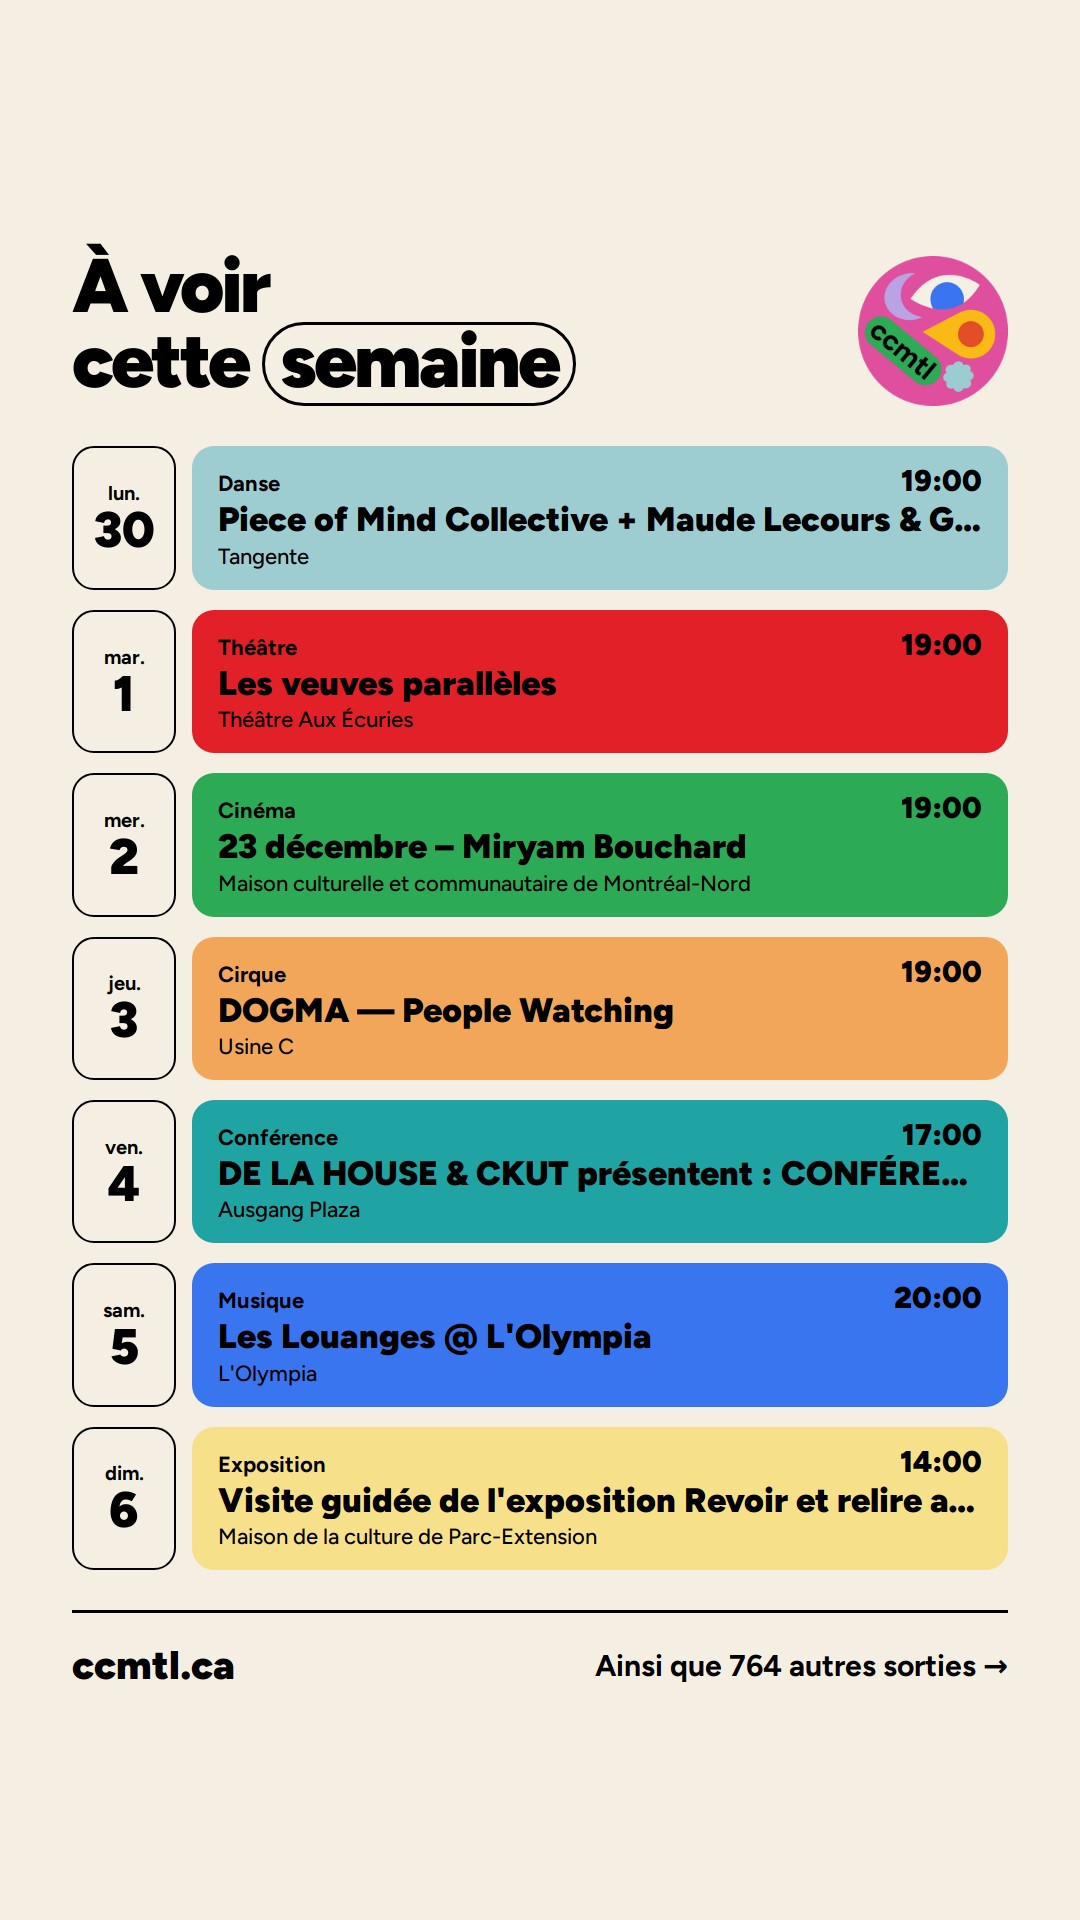 À voir
cette semaine
ccmtl
lun.
30
Danse
19:00
Piece of Mind Collective + Maude Lecours & G...
Tangente
mar.
1
Théâtre
19:00
Les veuves parallèles
Théâtre Aux Écuries
mer.
2
Cinéma
19:00
23 décembre – Miryam Bouchard
Maison culturelle et communautaire de Montréal-Nord
jeu.
3
Cirque
19:00
DOGMA — People Watching
Usine C
ven.
4
Conférence
17:00
DE LA HOUSE & CKUT présentent : CONFÉRE...
Ausgang Plaza
sam.
5
Musique
20:00
Les Louanges @ L'Olympia
L'Olympia
dim.
6
Exposition
14:00
Visite guidée de l'exposition Revoir et relire a...
Maison de la culture de Parc-Extension
ccmtl.ca
Ainsi que 764 autres sorties →